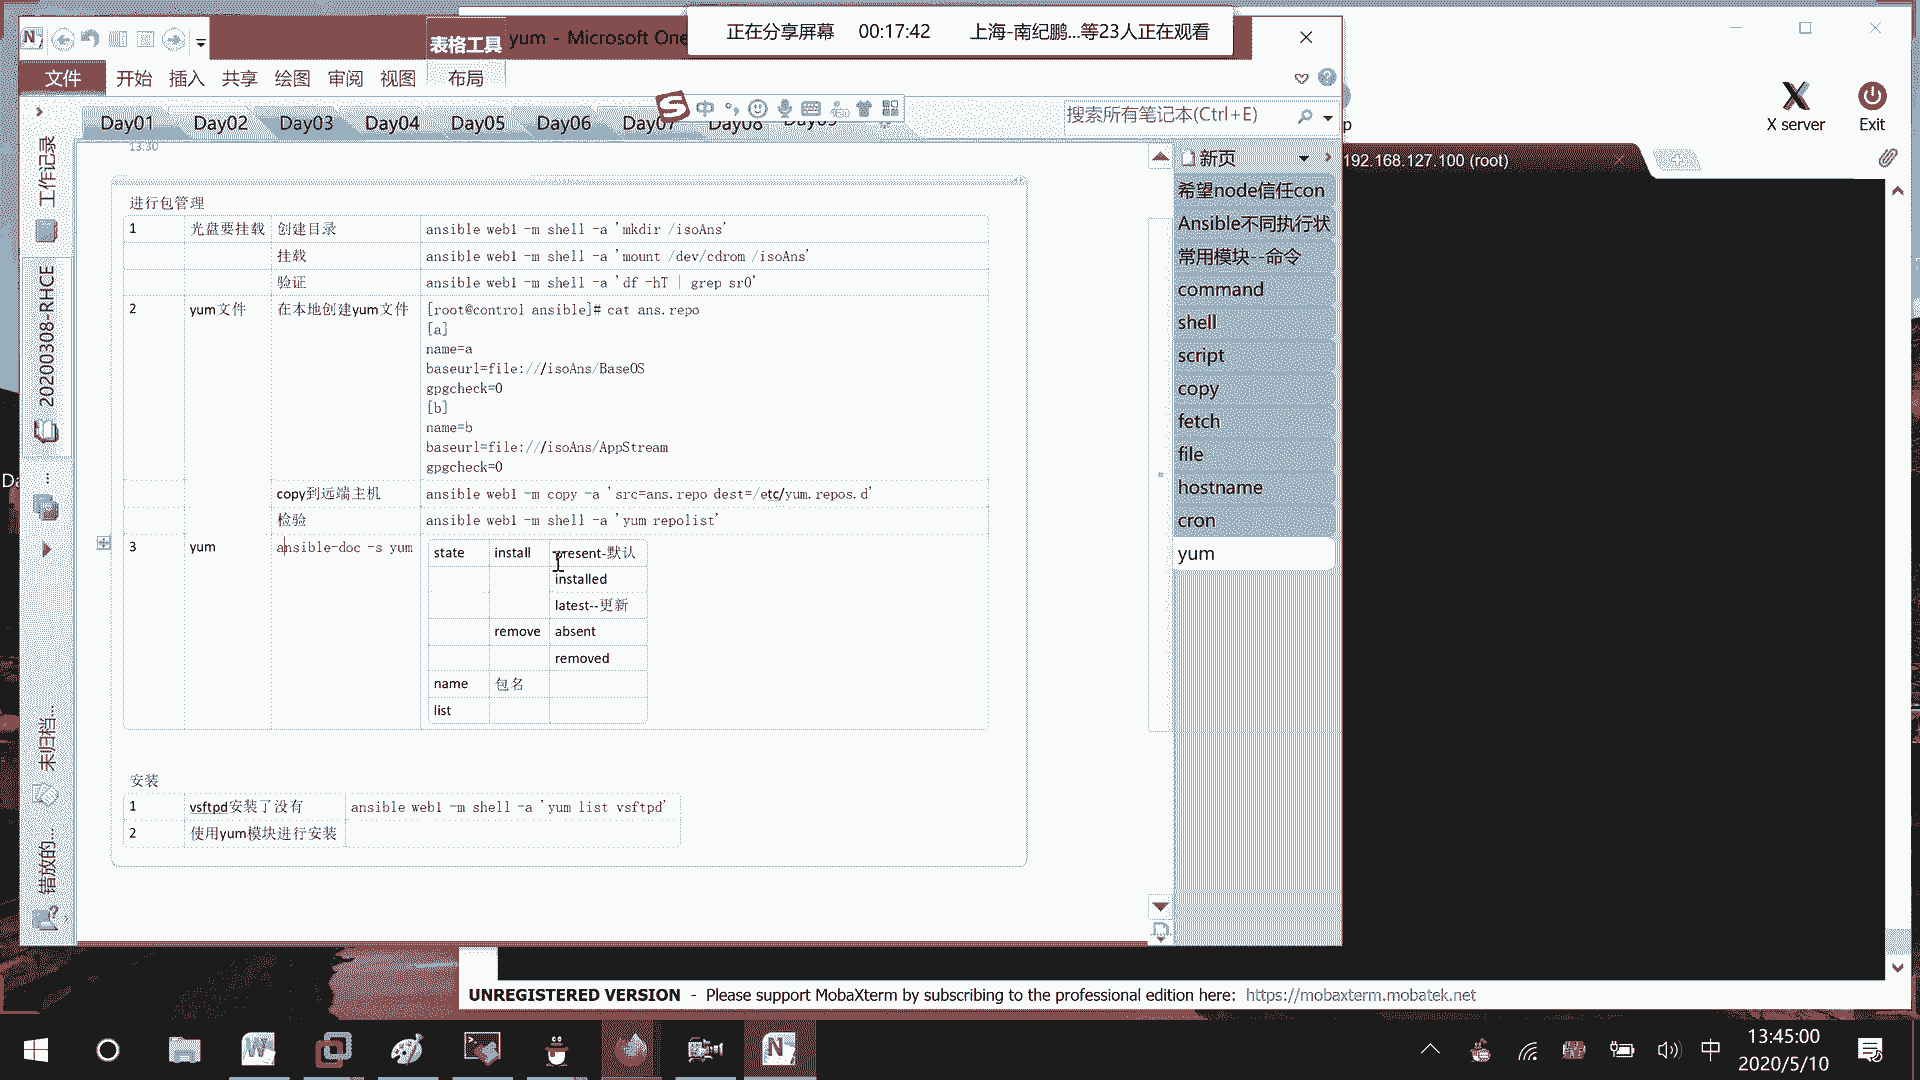 正在分享屏幕 00:17:42 上海-南纪鹏...等23人正在观看
表格工具 yum - Microsoft One
文件 开始 插入 共享 绘图 审阅 视图 布局
X server Exit
Day01 Day02 Day03 Day04 Day05 Day06 Day07 Day08 Day09
搜索所有笔记本(Ctrl+E)
工作记录
20200308-RHCE
未归档...
错放的...
13:30
进行包管理
1 光盘要挂载 创建目录 ansible web1 -m shell -a 'mkdir /isoAns'
挂载 ansible web1 -m shell -a 'mount /dev/cdrom /isoAns'
验证 ansible web1 -m shell -a 'df -hT | grep sr0'
2 yum文件 在本地创建yum文件 [root@control ansible]# cat ans.repo
[a]
name=a
baseurl=file:///isoAns/BaseOS
gpgcheck=0
[b]
name=b
baseurl=file:///isoAns/AppStream
gpgcheck=0
copy到远端主机 ansible web1 -m copy -a 'src=ans.repo dest=/etc/yum.repos.d'
检验 ansible web1 -m shell -a 'yum repolist'
3 yum ansible-doc -s yum state install present-默认
installed
latest--更新
remove absent
removed
name 包名
list
安装
1 vsftpd安装了没有 ansible web1 -m shell -a 'yum list vsftpd'
2 使用yum模块进行安装
新页
希望node信任con
Ansible不同执行状
常用模块--命令
command
shell
script
copy
fetch
file
hostname
cron
yum
192.168.127.100 (root)
UNREGISTERED VERSION - Please support MobaXterm by subscribing to the professional edition here: https://mobaxterm.mobatek.net
中 13:45:00
2020/5/10